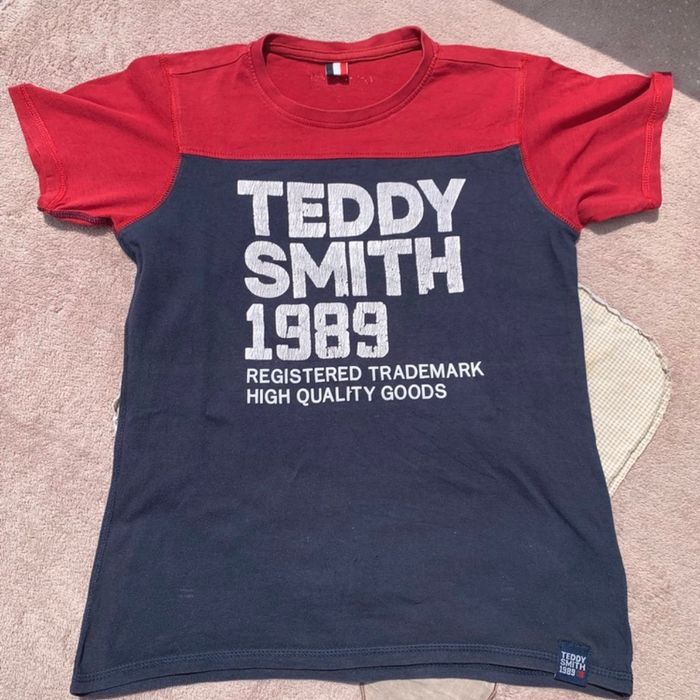 TEDDY
SMITH
1989
REGISTERED TRADEMARK
HIGH QUALITY GOODS
TEDDY
SMITH
1989